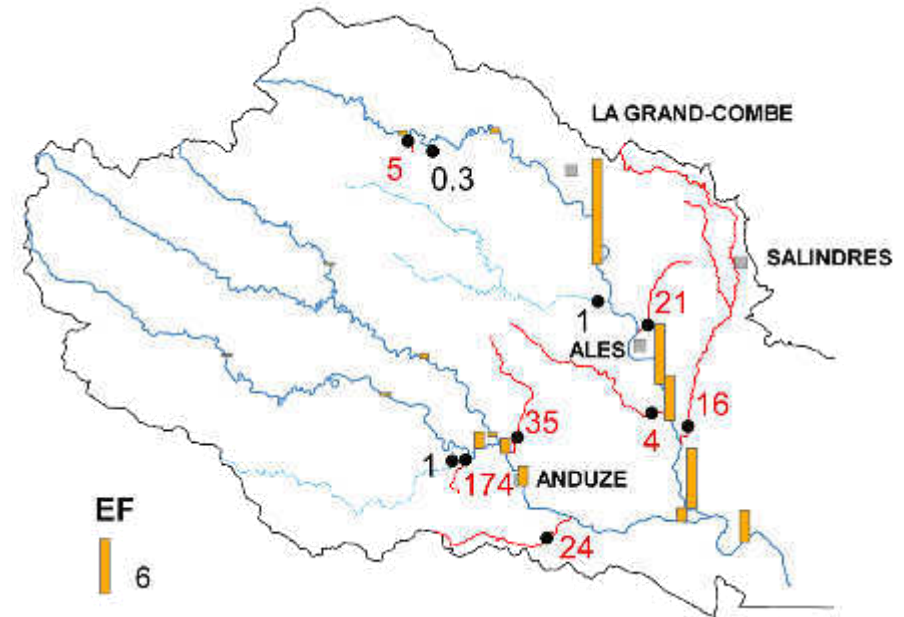 LA GRAND-COMBE
5
0.3
SALINDRES
1
21
ALES
16
4
35
1
174
ANDUZE
EF
24
6